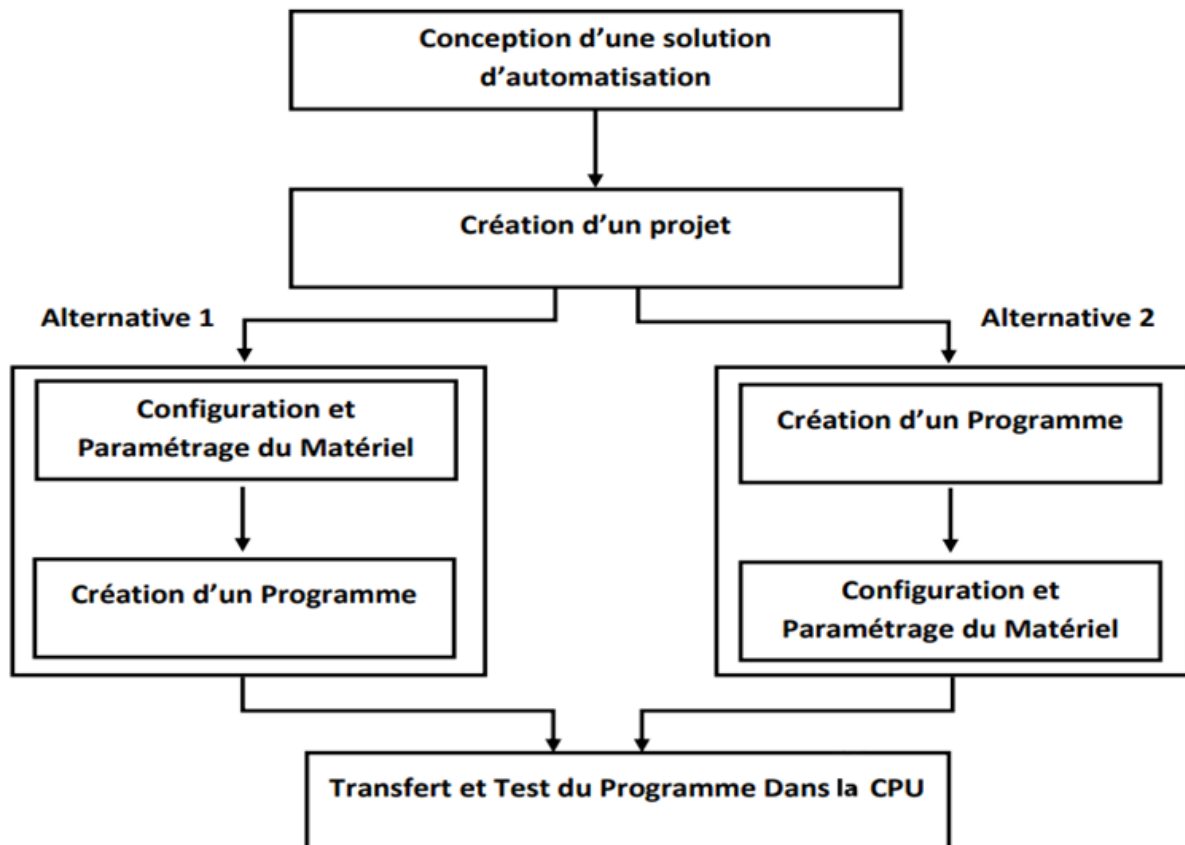 Conception d’une solution
d’automatisation
Création d’un projet
Alternative 1
Alternative 2
Configuration et
Paramétrage du Matériel
Création d’un Programme
Création d’un Programme
Configuration et
Paramétrage du Matériel
Transfert et Test du Programme Dans la CPU